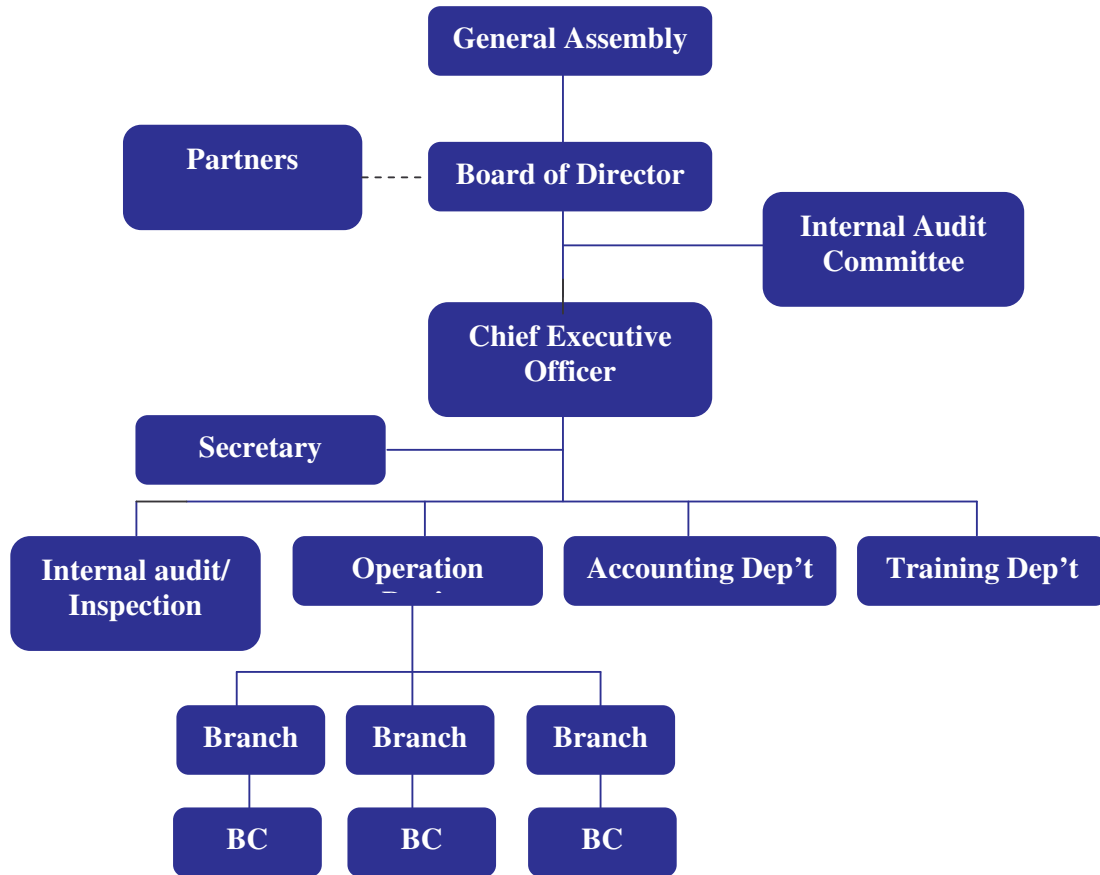 General Assembly
Partners
Board of Director
Internal Audit
Committee
Chief Executive
Officer
Secretary
Internal audit/
Inspection
Operation
Accounting Dep’t
Training Dep’t
Branch
Branch
Branch
BC
BC
BC